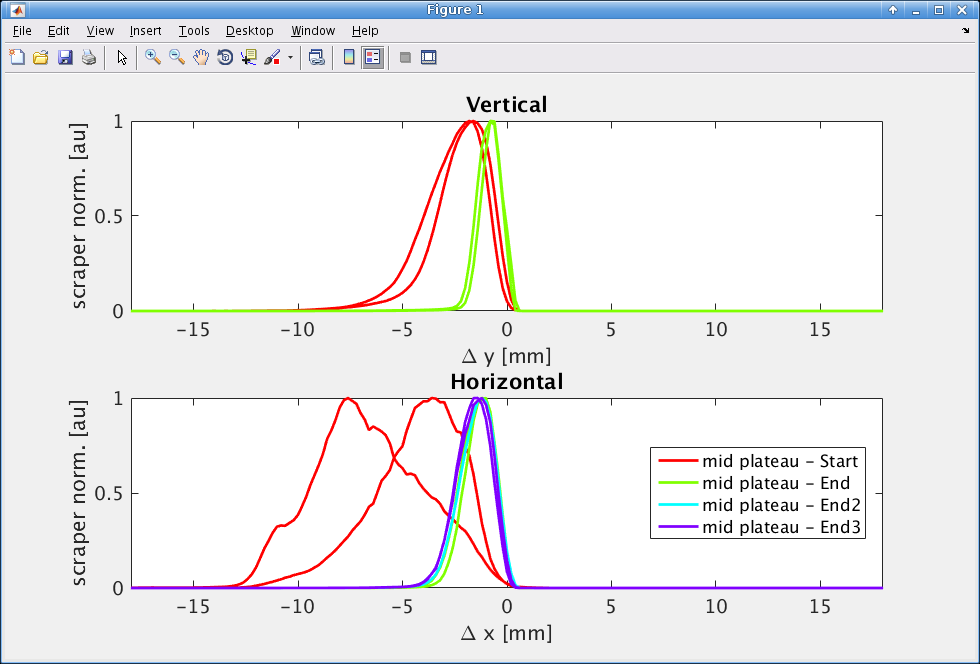 Figure 1
File Edit View Insert Tools Desktop Window Help
Vertical
scraper norm. [au]
1
0.5
0
−15 −10 −5 0 5 10 15
Δ y [mm]
Horizontal
scraper norm. [au]
1
0.5
0
mid plateau − Start
mid plateau − End
mid plateau − End2
mid plateau − End3
−15 −10 −5 0 5 10 15
Δ x [mm]